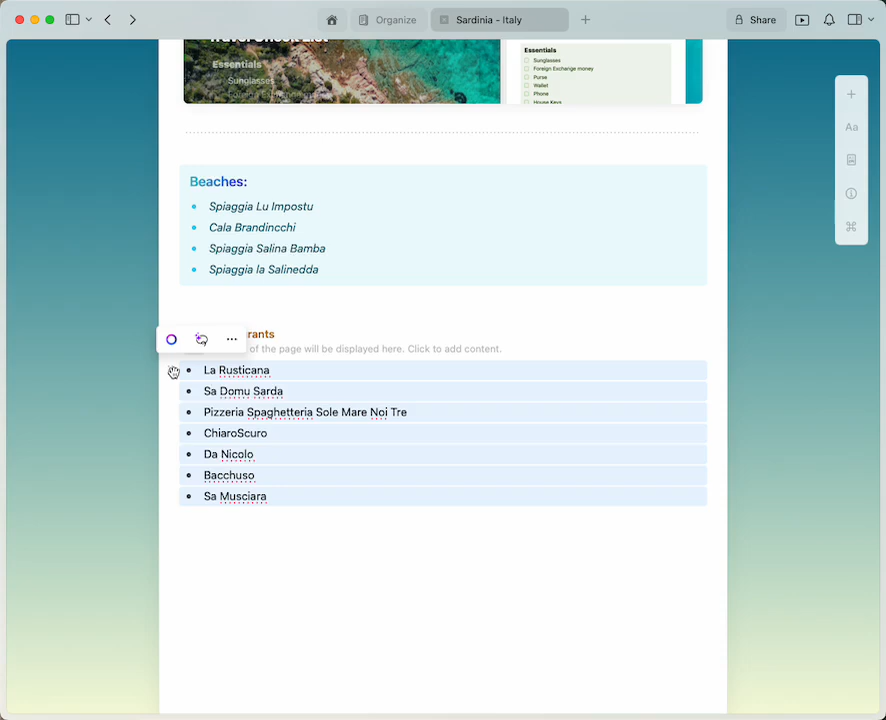 Organize
Sardinia - Italy
Share
Essentials
Sunglasses
Essentials
Sunglasses
Foreign Exchange money
Purse
Wallet
Phone
House Keys
Aa
Beaches:
Spiaggia Lu Impostu
Cala Brandincchi
Spiaggia Salina Bamba
Spiaggia la Salinedda
rants
of the page will be displayed here. Click to add content.
La Rusticana
Sa Domu Sarda
Pizzeria Spaghetteria Sole Mare Noi Tre
ChiaroScuro
Da Nicolo
Bacchuso
Sa Musciara